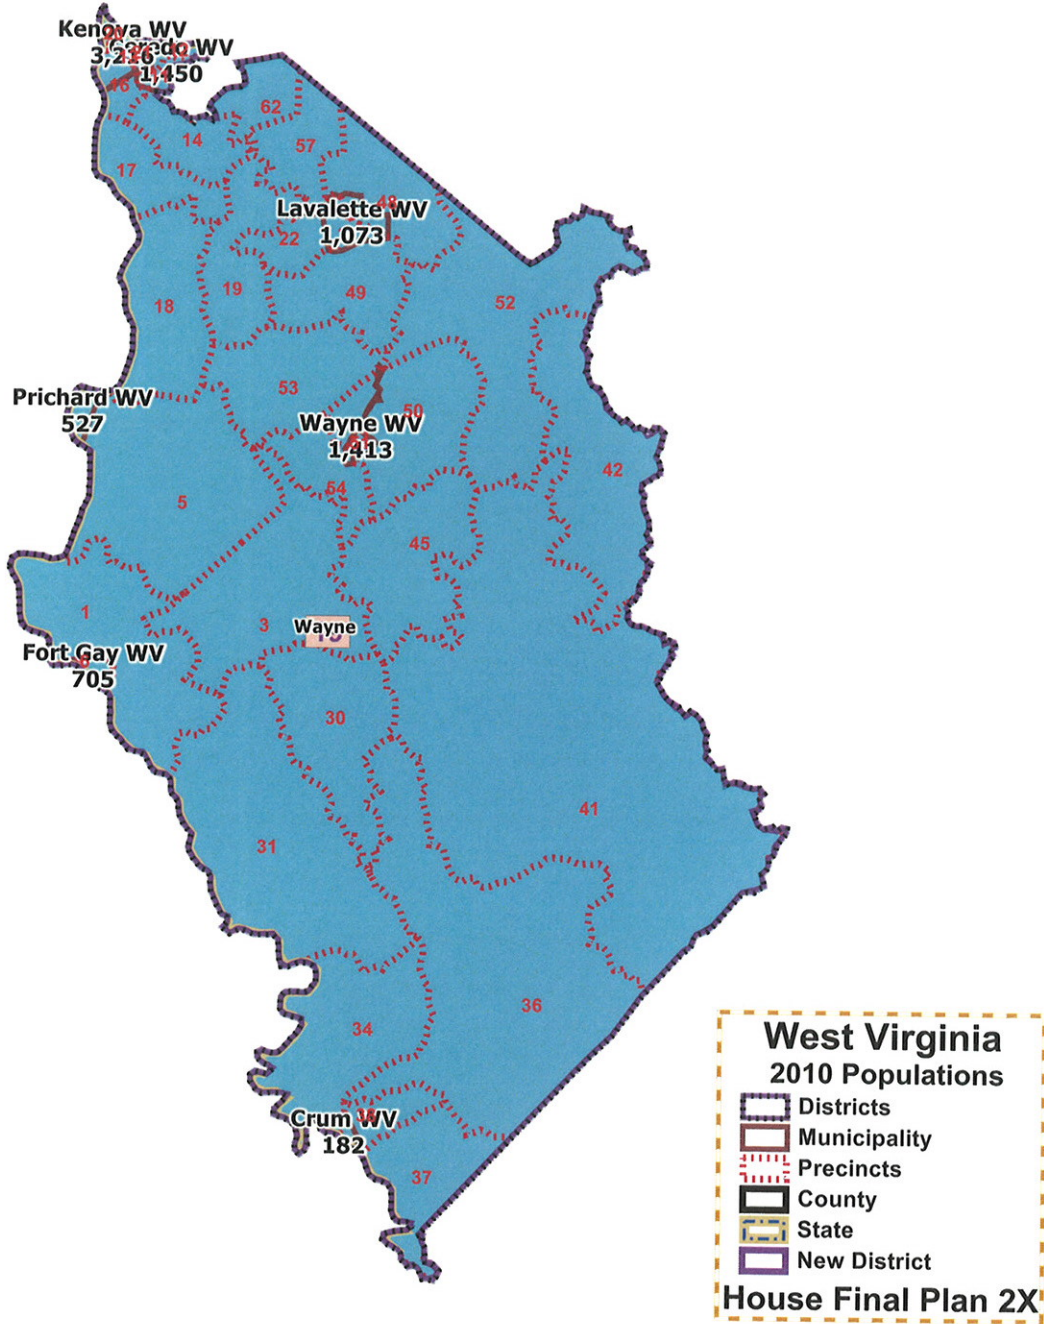 Kenova WV
3,216
Ceredo WV
1,450
16
14
62
57
17
48
Lavalette WV
1,073
22
19
49
18
52
53
Prichard WV
527
50
Wayne WV
1,413
42
54
5
45
1
3
Wayne
Fort Gay WV
705
30
41
31
36
34
Crum WV
182
37
West Virginia
2010 Populations
Districts
Municipality
Precincts
County
State
New District
House Final Plan 2X